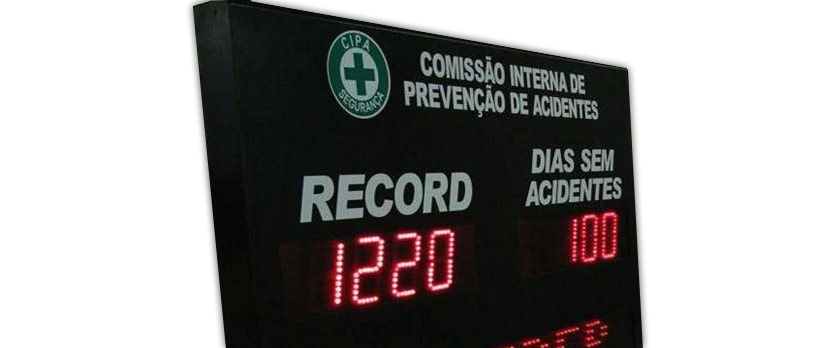 CIPA
SEGURANÇA
COMISSÃO INTERNA DE
PREVENÇÃO DE ACIDENTES
RECORD
1220
DIAS SEM
ACIDENTES
100